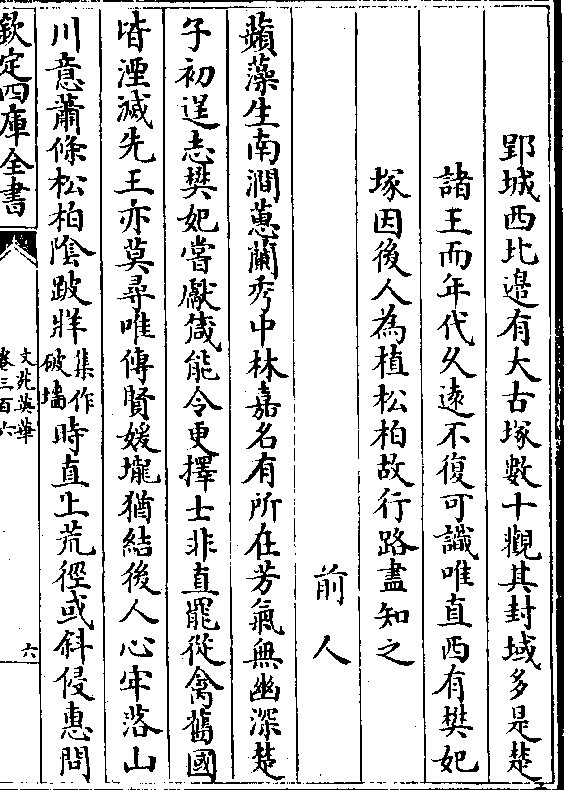 郢城西北邉有大古塚數十觀其封域多是楚
諸王而年代久遠不復可識唯直西有樊妃
塚因後人為植松柏故行路盡知之
前人
蘋藻生南澗蕙蘭秀中林嘉名有所在芳氣無幽深楚
子初逞志樊妃嘗獻箴能令更擇士非直罷從禽舊國
皆湮滅先王亦莫尋唯傳賢媛壠猶結後人心牢落山
川意蕭條松柏陰跛牂集作破墻時直上荒徑或斜侵惠問
欽定四庫全書
文苑英華
卷三百六
六